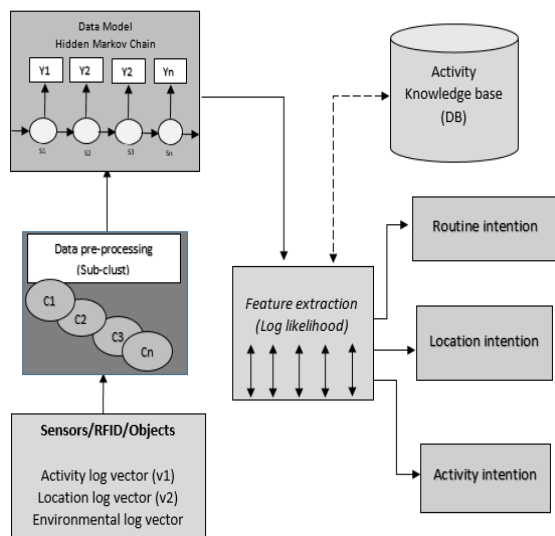 Data Model
Hidden Markov Chain
Y1 Y2 Y2 Yn
S1 S2 S3 Sn
Data pre-processing
(Sub-clust)
C1
C2
C3
Cn
Sensors/RFID/Objects
Activity log vector (v1)
Location log vector (v2)
Environmental log vector
Feature extraction
(Log likelihood)
Activity
Knowledge base
(DB)
Routine intention
Location intention
Activity intention